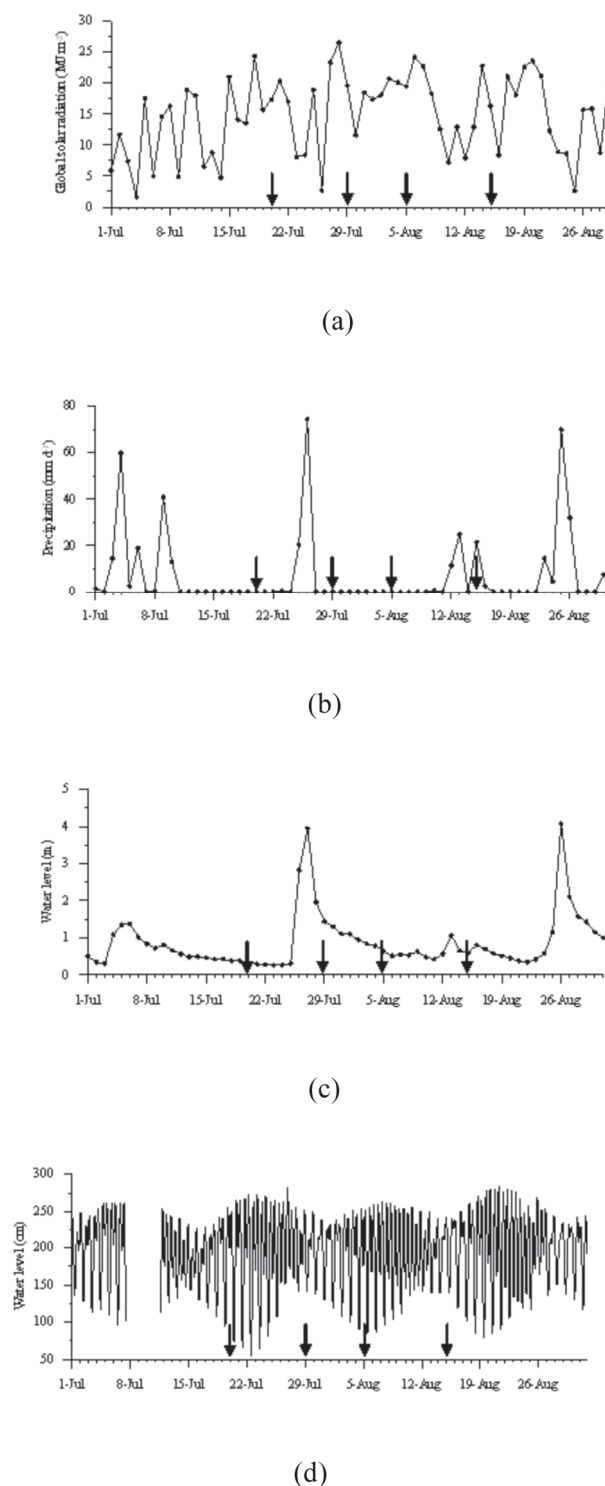 Global solar radiation (MJ m-2)
30
25
20
15
10
5
0
1-Jul 8-Jul 15-Jul 22-Jul 29-Jul 5-Aug 12-Aug 19-Aug 26-Aug
(a)
Precipitation (mm d-1)
80
60
40
20
0
1-Jul 8-Jul 15-Jul 22-Jul 29-Jul 5-Aug 12-Aug 19-Aug 26-Aug
(b)
Water level (m)
5
4
3
2
1
0
1-Jul 8-Jul 15-Jul 22-Jul 29-Jul 5-Aug 12-Aug 19-Aug 26-Aug
(c)
Water level (cm)
300
250
200
150
100
50
1-Jul 8-Jul 15-Jul 22-Jul 29-Jul 5-Aug 12-Aug 19-Aug 26-Aug
(d)